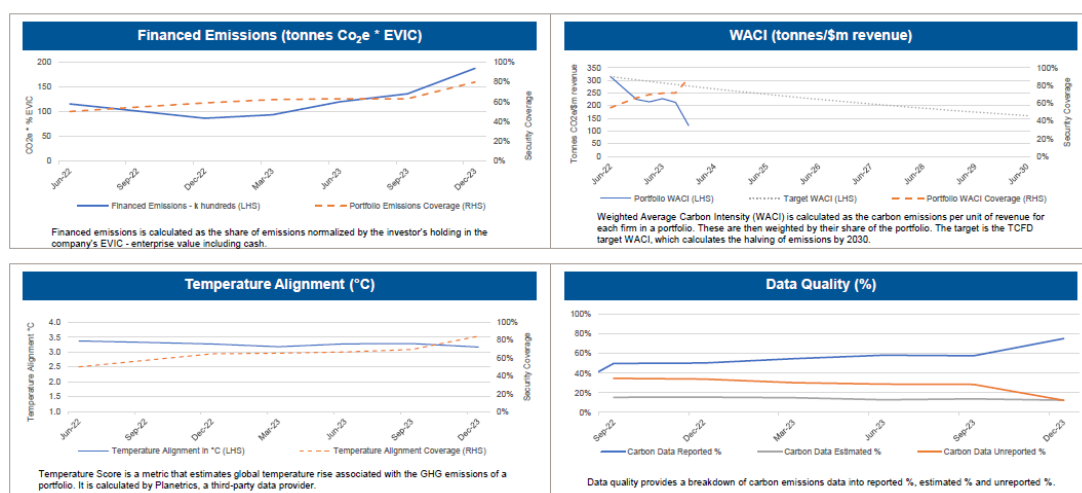 Financed Emissions (tonnes Co2e * EVIC)
200
150
100
50
0
100%
80%
60%
40%
20%
0%
CO2e * % EVIC
Security Coverage
Jun-22
Sep-22
Dec-22
Mar-23
Jun-23
Sep-23
Dec-23
Financed Emissions - k hundreds (LHS)
Portfolio Emissions Coverage (RHS)
Financed emissions is calculated as the share of emissions normalized by the investor's holding in the
company's EVIC - enterprise value including cash.
WACI (tonnes/$m revenue)
350
300
250
200
150
100
50
0
100%
80%
60%
40%
20%
0%
Tonnes CO2e/$m revenue
Security Coverage
Jun-22
Jun-23
Jun-24
Jun-25
Jun-26
Jun-27
Jun-28
Jun-29
Jun-30
Portfolio WACI (LHS)
Target WACI (LHS)
Portfolio WACI Coverage (RHS)
Weighted Average Carbon Intensity (WACI) is calculated as the carbon emissions per unit of revenue for
each firm in a portfolio. These are then weighted by their share of the portfolio. The target is the TCFD
target WACI, which calculates the halving of emissions by 2030.
Temperature Alignment (°C)
4.0
3.5
3.0
2.5
2.0
1.5
1.0
100%
80%
60%
40%
20%
0%
Temperature Alignment °C
Security Coverage
Jun-22
Sep-22
Dec-22
Mar-23
Jun-23
Sep-23
Dec-23
Temperature Alignment in °C (LHS)
Temperature Alignment Coverage (RHS)
Temperature Score is a metric that estimates global temperature rise associated with the GHG emissions of a
portfolio. It is calculated by Planetrics, a third-party data provider.
Data Quality (%)
100%
80%
60%
40%
20%
0%
Sep-22
Dec-22
Mar-23
Jun-23
Sep-23
Dec-23
Carbon Data Reported %
Carbon Data Estimated %
Carbon Data Unreported %
Data quality provides a breakdown of carbon emissions data into reported %, estimated % and unreported %.